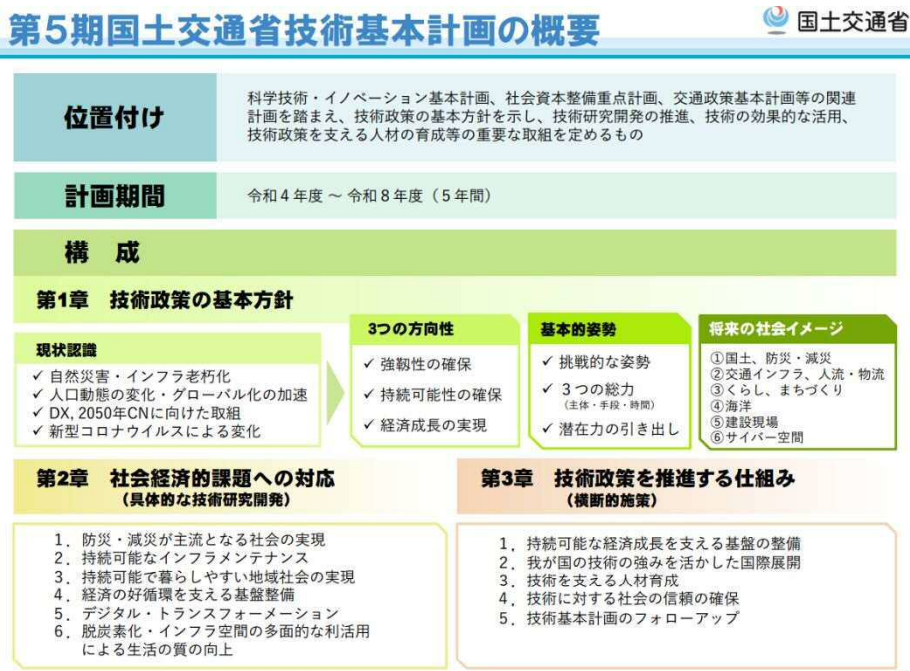 第5期国土交通省技術基本計画の概要
国土交通省
位置付け
科学技術・イノベーション基本計画、社会資本整備重点計画、交通政策基本計画等の関連
計画を踏まえ、技術政策の基本方針を示し、技術研究開発の推進、技術の効果的な活用、
技術政策を支える人材の育成等の重要な取組を定めるもの
計画期間
令和4年度 ～ 令和8年度（5年間）
構 成
第1章 技術政策の基本方針
現状認識
✓ 自然災害・インフラ老朽化
✓ 人口動態の変化・グローバル化の加速
✓ DX, 2050年CNに向けた取組
✓ 新型コロナウイルスによる変化
3つの方向性
✓ 強靱性の確保
✓ 持続可能性の確保
✓ 経済成長の実現
基本的姿勢
✓ 挑戦的な姿勢
✓ 3つの総力
（主体・手段・時間）
✓ 潜在力の引き出し
将来の社会イメージ
①国土、防災・減災
②交通インフラ、人流・物流
③くらし、まちづくり
④海洋
⑤建設現場
⑥サイバー空間
第2章 社会経済的課題への対応
（具体的な技術研究開発）
1．防災・減災が主流となる社会の実現
2．持続可能なインフラメンテナンス
3．持続可能で暮らしやすい地域社会の実現
4．経済の好循環を支える基盤整備
5．デジタル・トランスフォーメーション
6．脱炭素化・インフラ空間の多面的な利活用
による生活の質の向上
第3章 技術政策を推進する仕組み
（横断的施策）
1．持続可能な経済成長を支える基盤の整備
2．我が国の技術の強みを活かした国際展開
3．技術を支える人材育成
4．技術に対する社会の信頼の確保
5．技術基本計画のフォローアップ